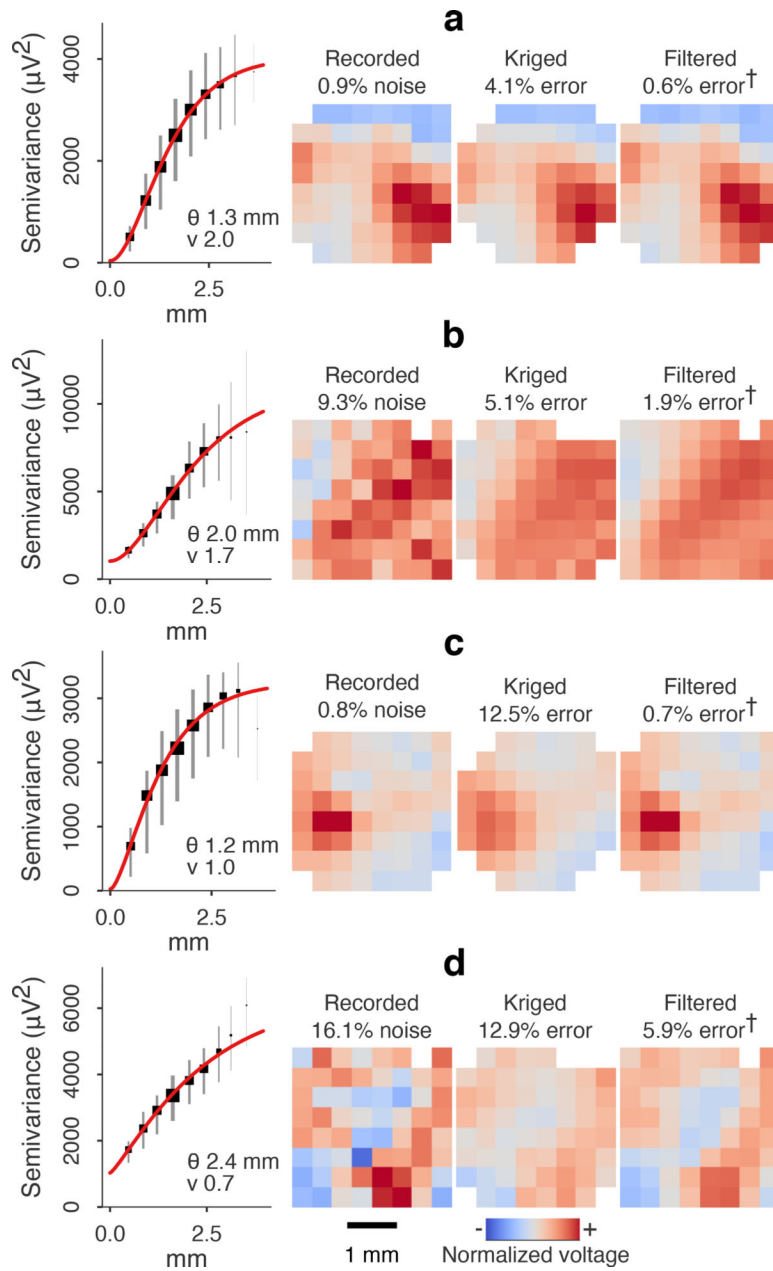 a
Semivariance (µV²)
4000
2000
0
0.0
2.5
mm
θ 1.3 mm
ν 2.0
Recorded
0.9% noise
Kriged
4.1% error
Filtered
0.6% error†
b
Semivariance (µV²)
10000
5000
0
0.0
2.5
mm
θ 2.0 mm
ν 1.7
Recorded
9.3% noise
Kriged
5.1% error
Filtered
1.9% error†
c
Semivariance (µV²)
3000
2000
1000
0
0.0
2.5
mm
θ 1.2 mm
ν 1.0
Recorded
0.8% noise
Kriged
12.5% error
Filtered
0.7% error†
d
Semivariance (µV²)
6000
4000
2000
0
0.0
2.5
mm
θ 2.4 mm
ν 0.7
Recorded
16.1% noise
Kriged
12.9% error
Filtered
5.9% error†
1 mm
- +
Normalized voltage